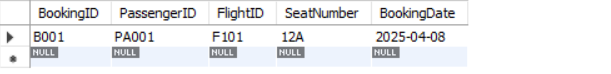 BookingID PassengerID FlightID SeatNumber BookingDate
B001 PA001 F101 12A 2025-04-08
NULL NULL NULL NULL NULL